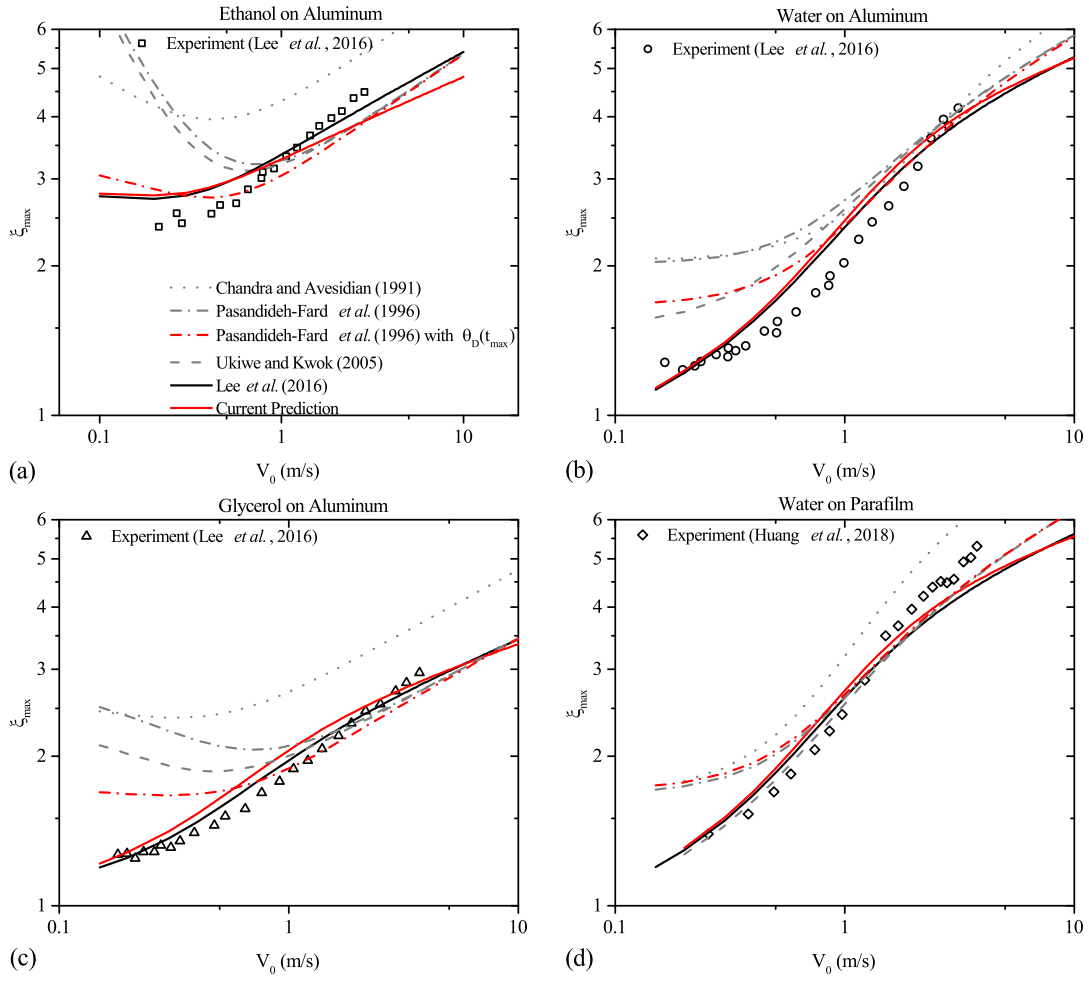 Ethanol on Aluminum
6
5
4
3
2
1
ξmax
Experiment (Lee et al., 2016)
Chandra and Avesidian (1991)
Pasandideh-Fard et al. (1996)
Pasandideh-Fard et al. (1996) with θD(tmax)
Ukiwe and Kwok (2005)
Lee et al. (2016)
Current Prediction
0.1 1 10
(a) V0 (m/s)
Water on Aluminum
6
5
4
3
2
1
ξmax
Experiment (Lee et al., 2016)
0.1 1 10
(b) V0 (m/s)
Glycerol on Aluminum
6
5
4
3
2
1
ξmax
Experiment (Lee et al., 2016)
0.1 1 10
(c) V0 (m/s)
Water on Parafilm
6
5
4
3
2
1
ξmax
Experiment (Huang et al., 2018)
0.1 1 10
(d) V0 (m/s)